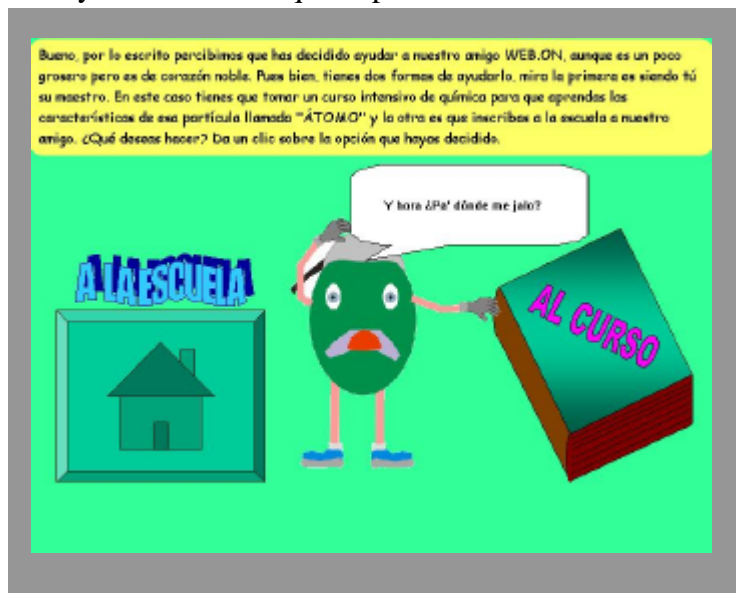 Bueno, por lo escrito percibimos que has decidido ayudar a nuestro amigo WEB.ON, aunque es un poco
grosero pero es de corazón noble. Pues bien, tienes dos formas de ayudarlo, mira la primera es siendo tú
su maestro. En este caso tienes que tomar un curso intensivo de química para que aprendas las
características de esa partícula llamada "ÁTOMO" y la otra es que inscribas a la escuela a nuestro
amigo. ¿Qué deseas hacer? Da un clic sobre la opción que hayas decidido.
Y hora ¿Pa' dónde me jalo?
A LA ESCUELA
AL CURSO